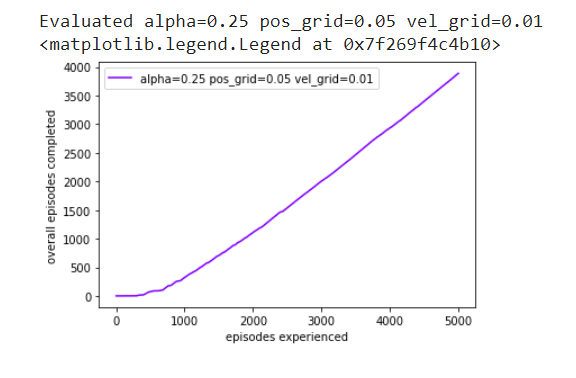 Evaluated alpha=0.25 pos_grid=0.05 vel_grid=0.01
<matplotlib.legend.Legend at 0x7f269f4c4b10>
alpha=0.25 pos_grid=0.05 vel_grid=0.01
overall episodes completed
4000
3500
3000
2500
2000
1500
1000
500
0
0 1000 2000 3000 4000 5000
episodes experienced